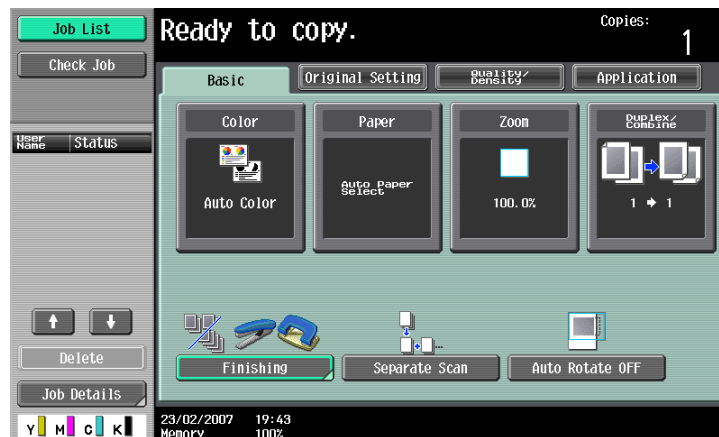 Job List
Ready to copy.
Copies:
1
Check Job
Basic
Original Setting
Quality/
Density
Application
User
Name
Status
Color
Paper
Zoom
Duplex/
Combine
Auto Color
Auto Paper
Select
100.0%
1 → 1
Delete
Finishing
Separate Scan
Auto Rotate OFF
Job Details
Y M C K
23/02/2007 19:43
Memory 100%